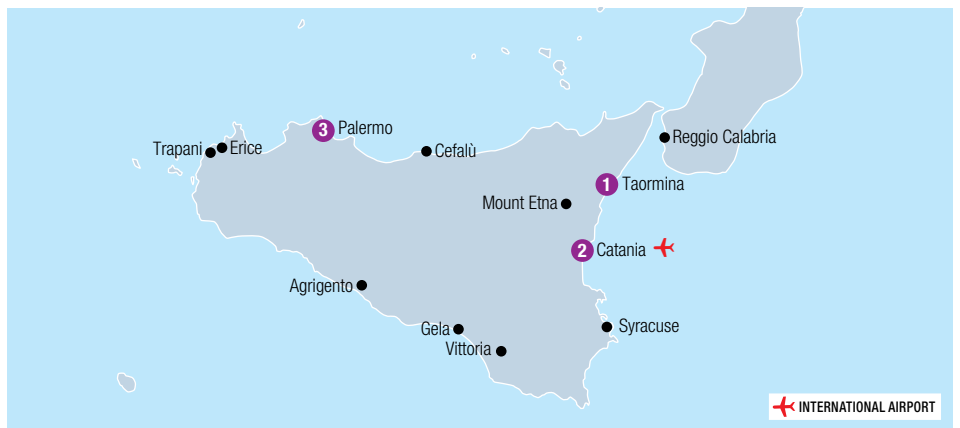 3 Palermo
Trapani
Erice
Cefalù
Reggio Calabria
1 Taormina
Mount Etna
2 Catania
Agrigento
Gela
Syracuse
Vittoria
INTERNATIONAL AIRPORT